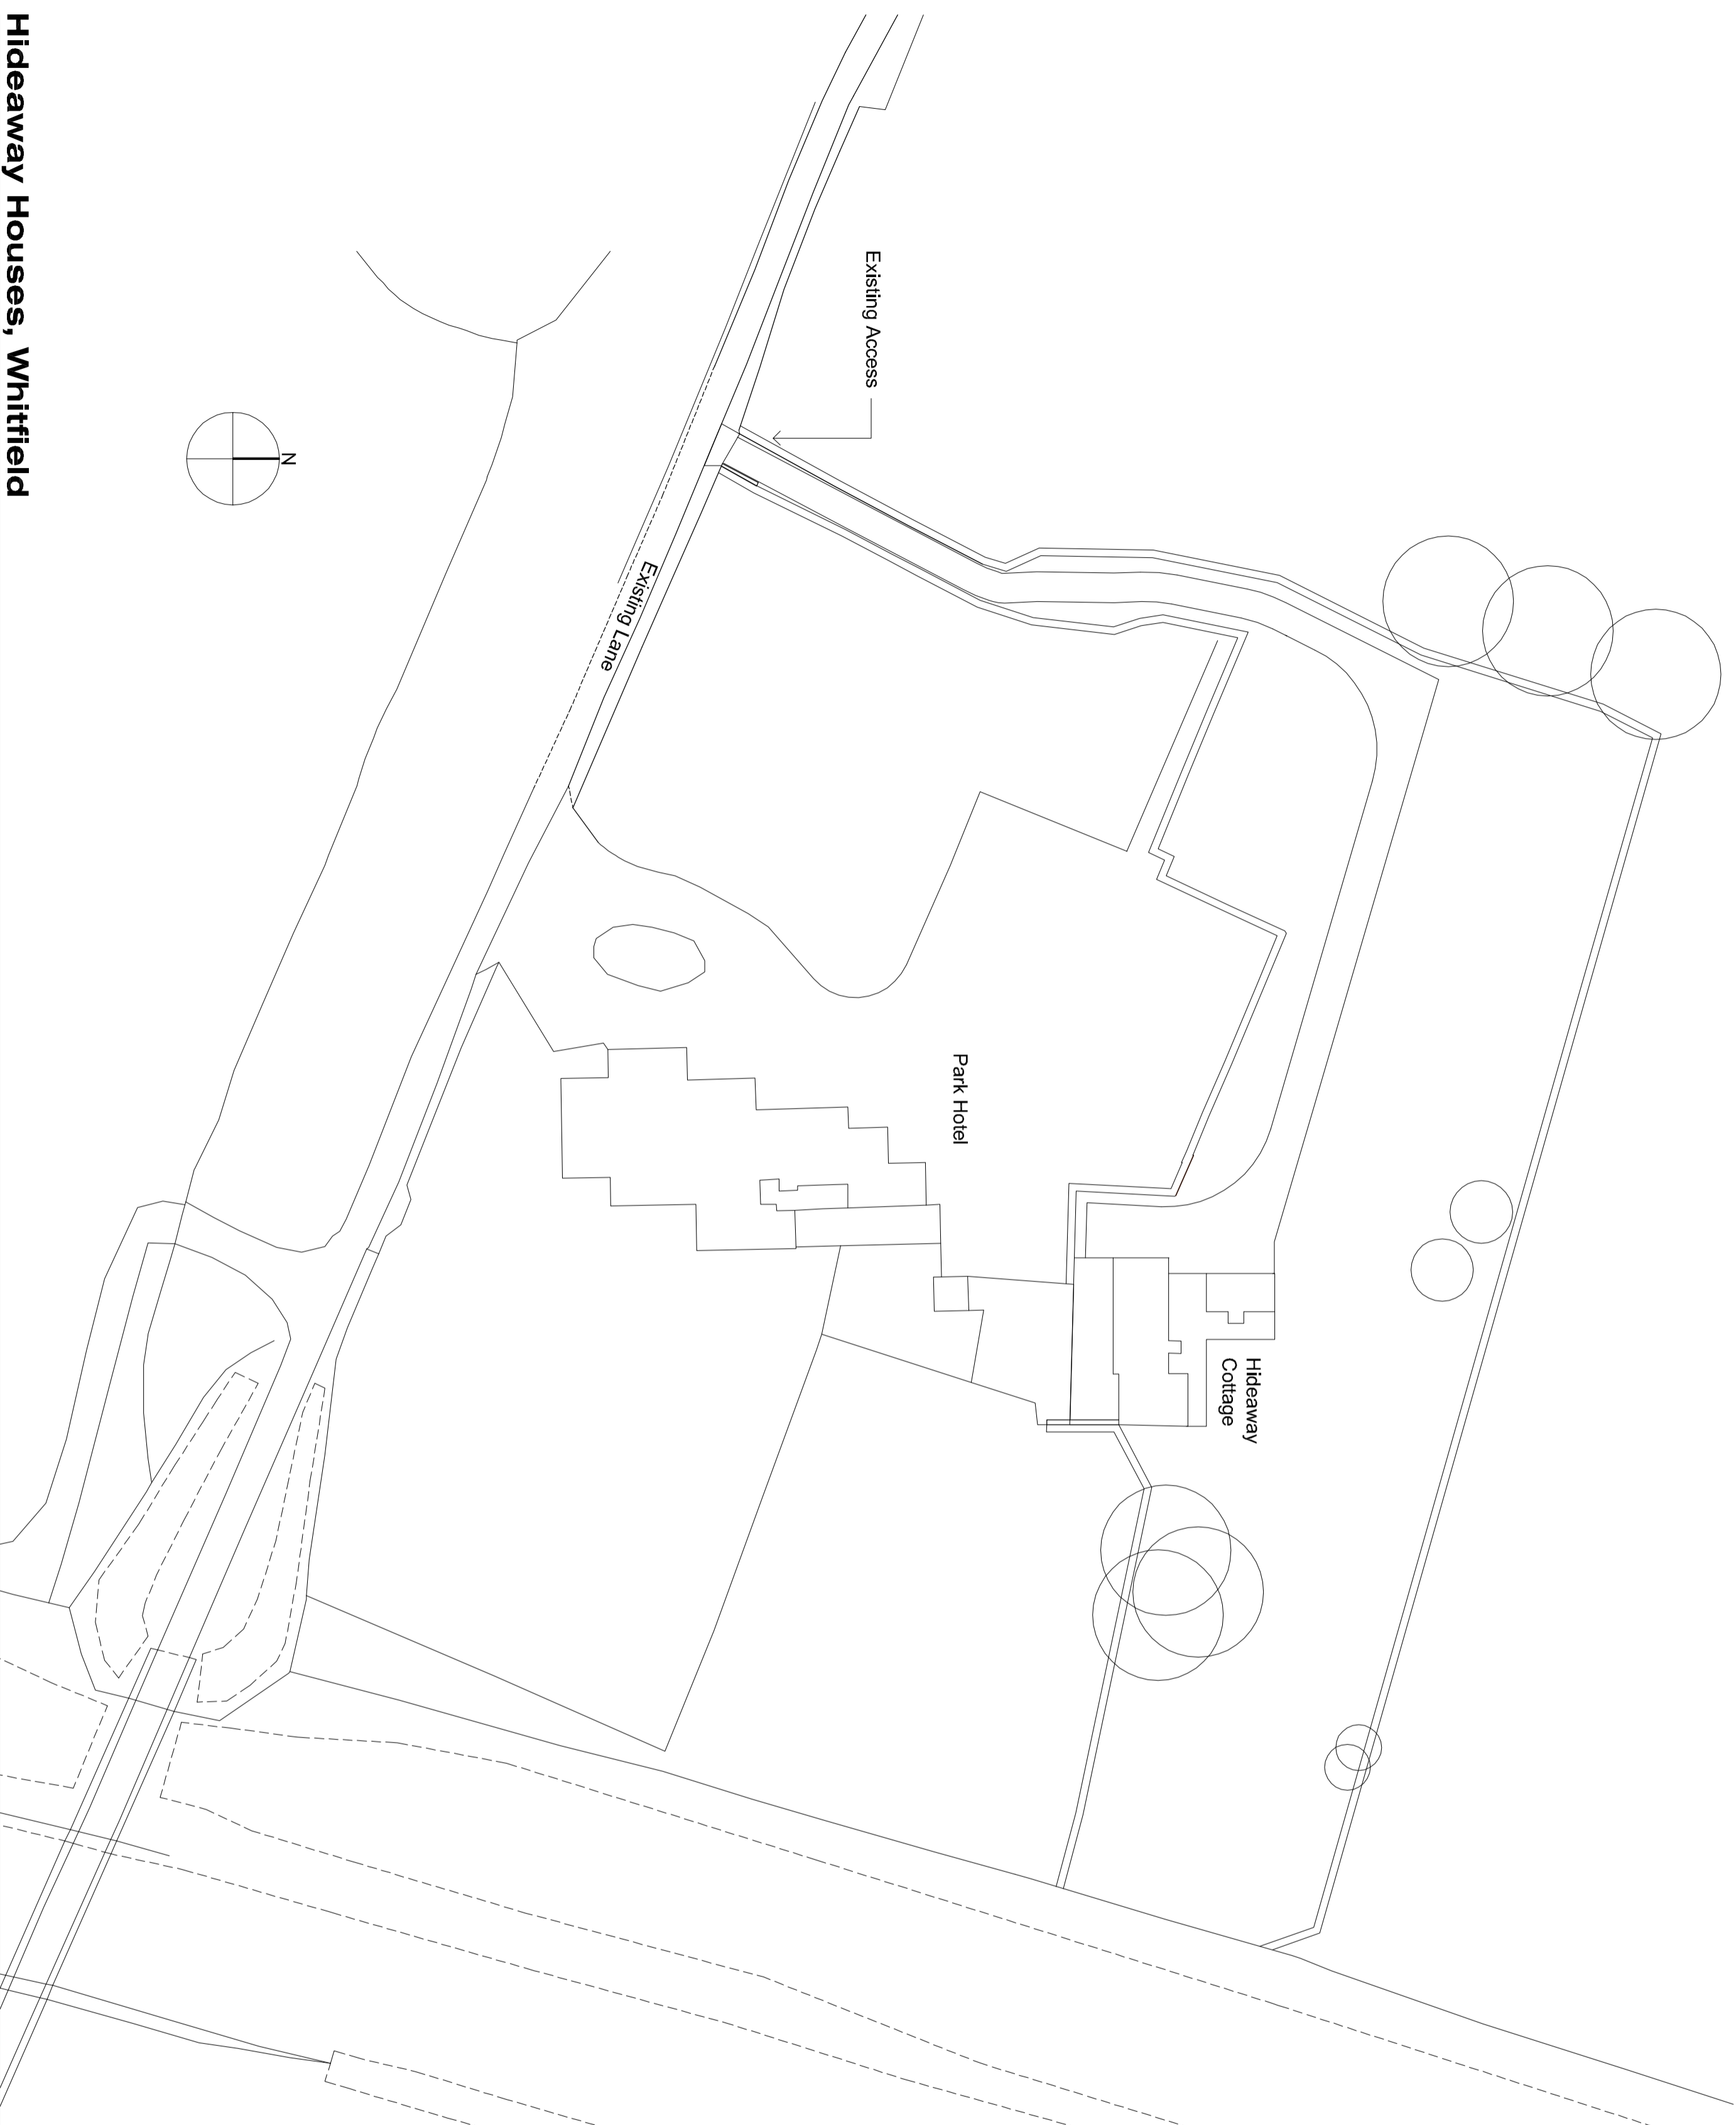 Hideaway Houses, Whitfield
N
Existing Access
Existing Lane
Park Hotel
Hideaway
Cottage